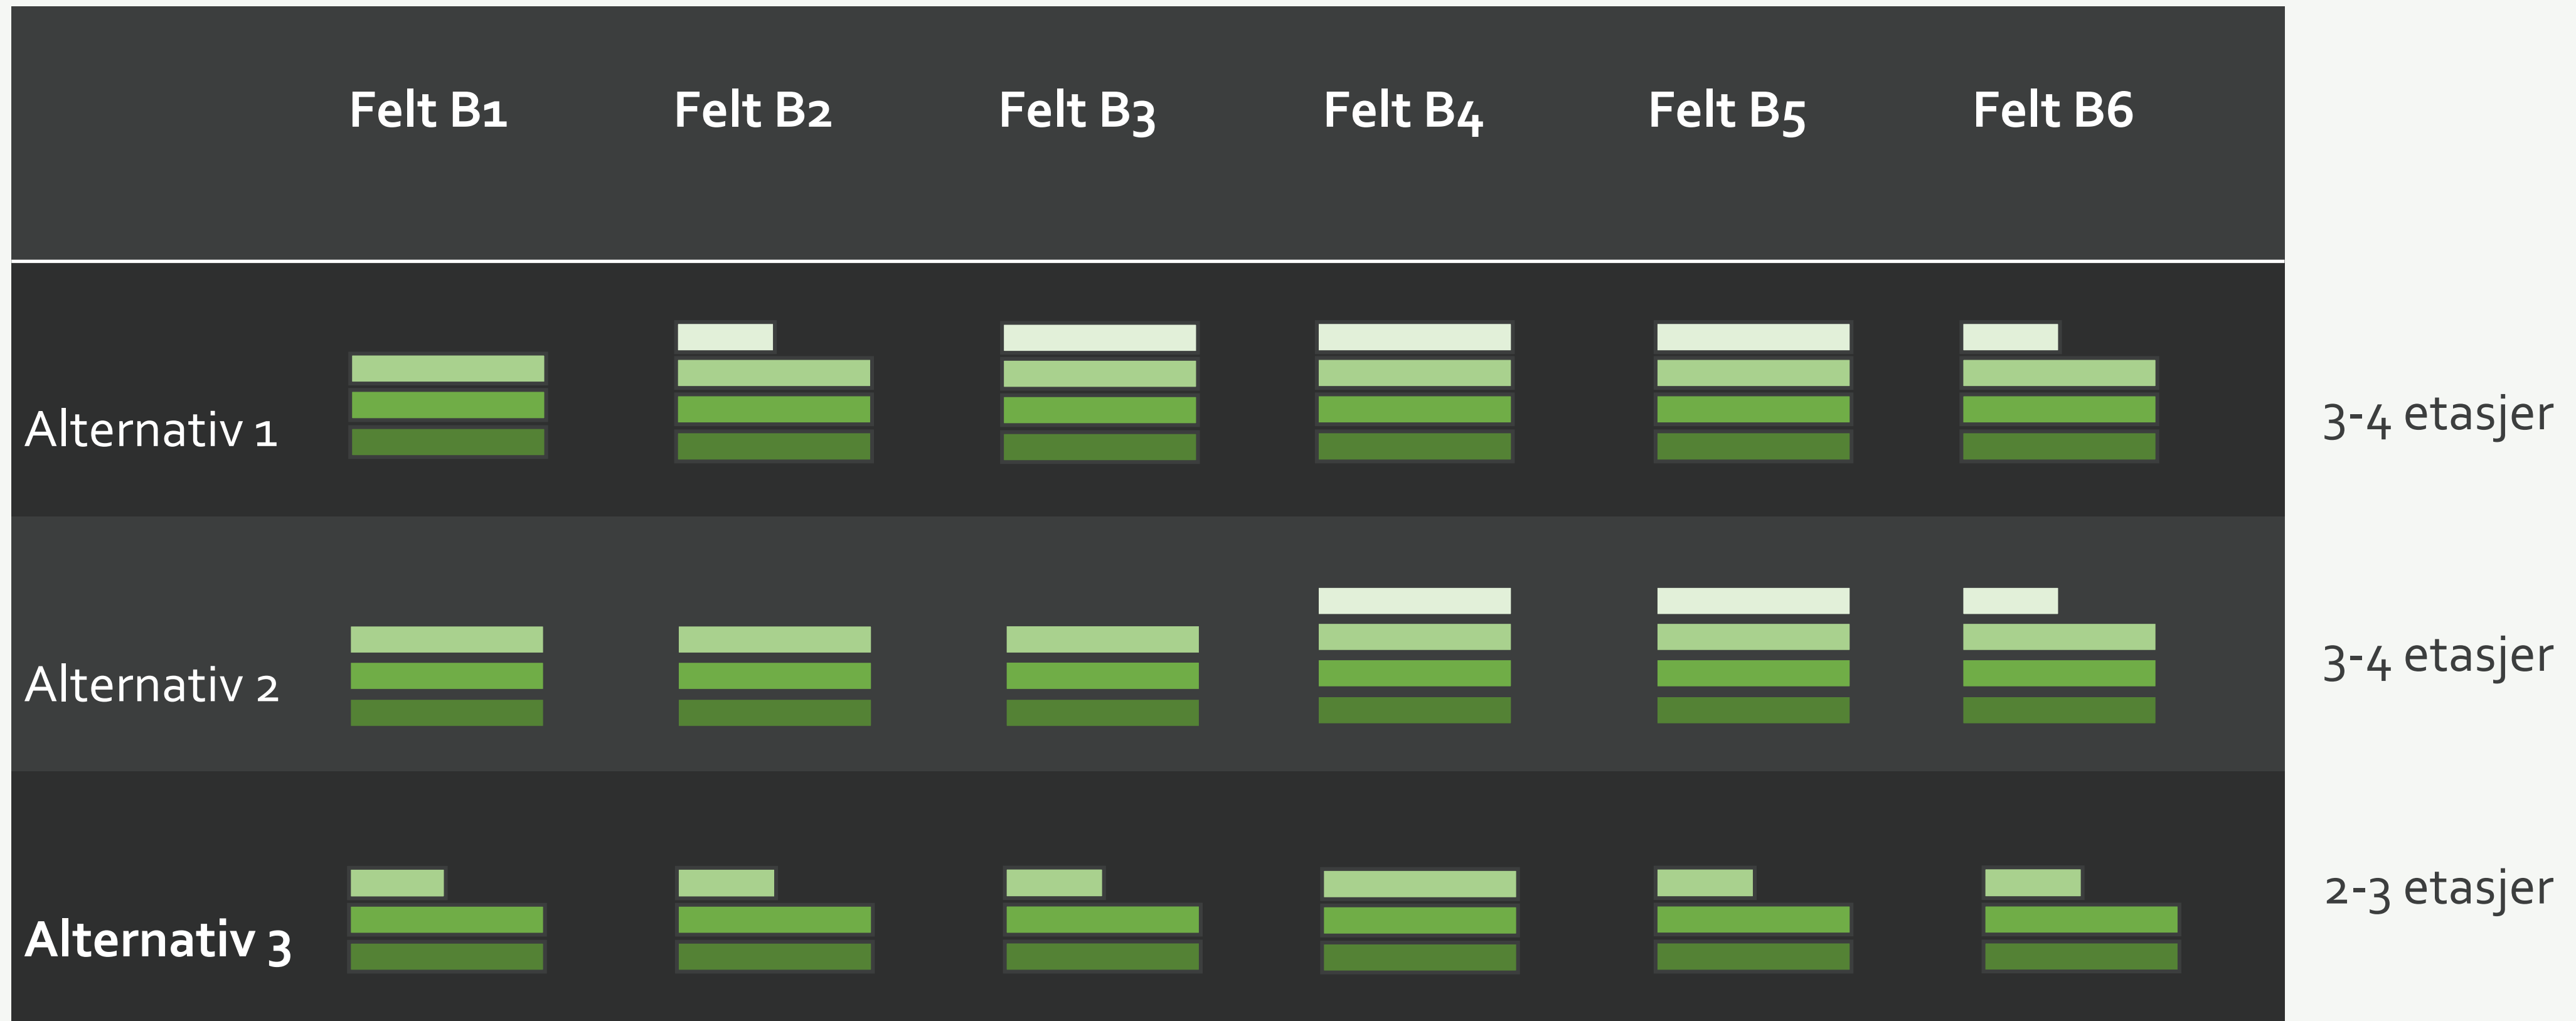 Felt B1 Felt B2 Felt B3 Felt B4 Felt B5 Felt B6
Alternativ 1 3-4 etasjer
Alternativ 2 3-4 etasjer
Alternativ 3 2-3 etasjer